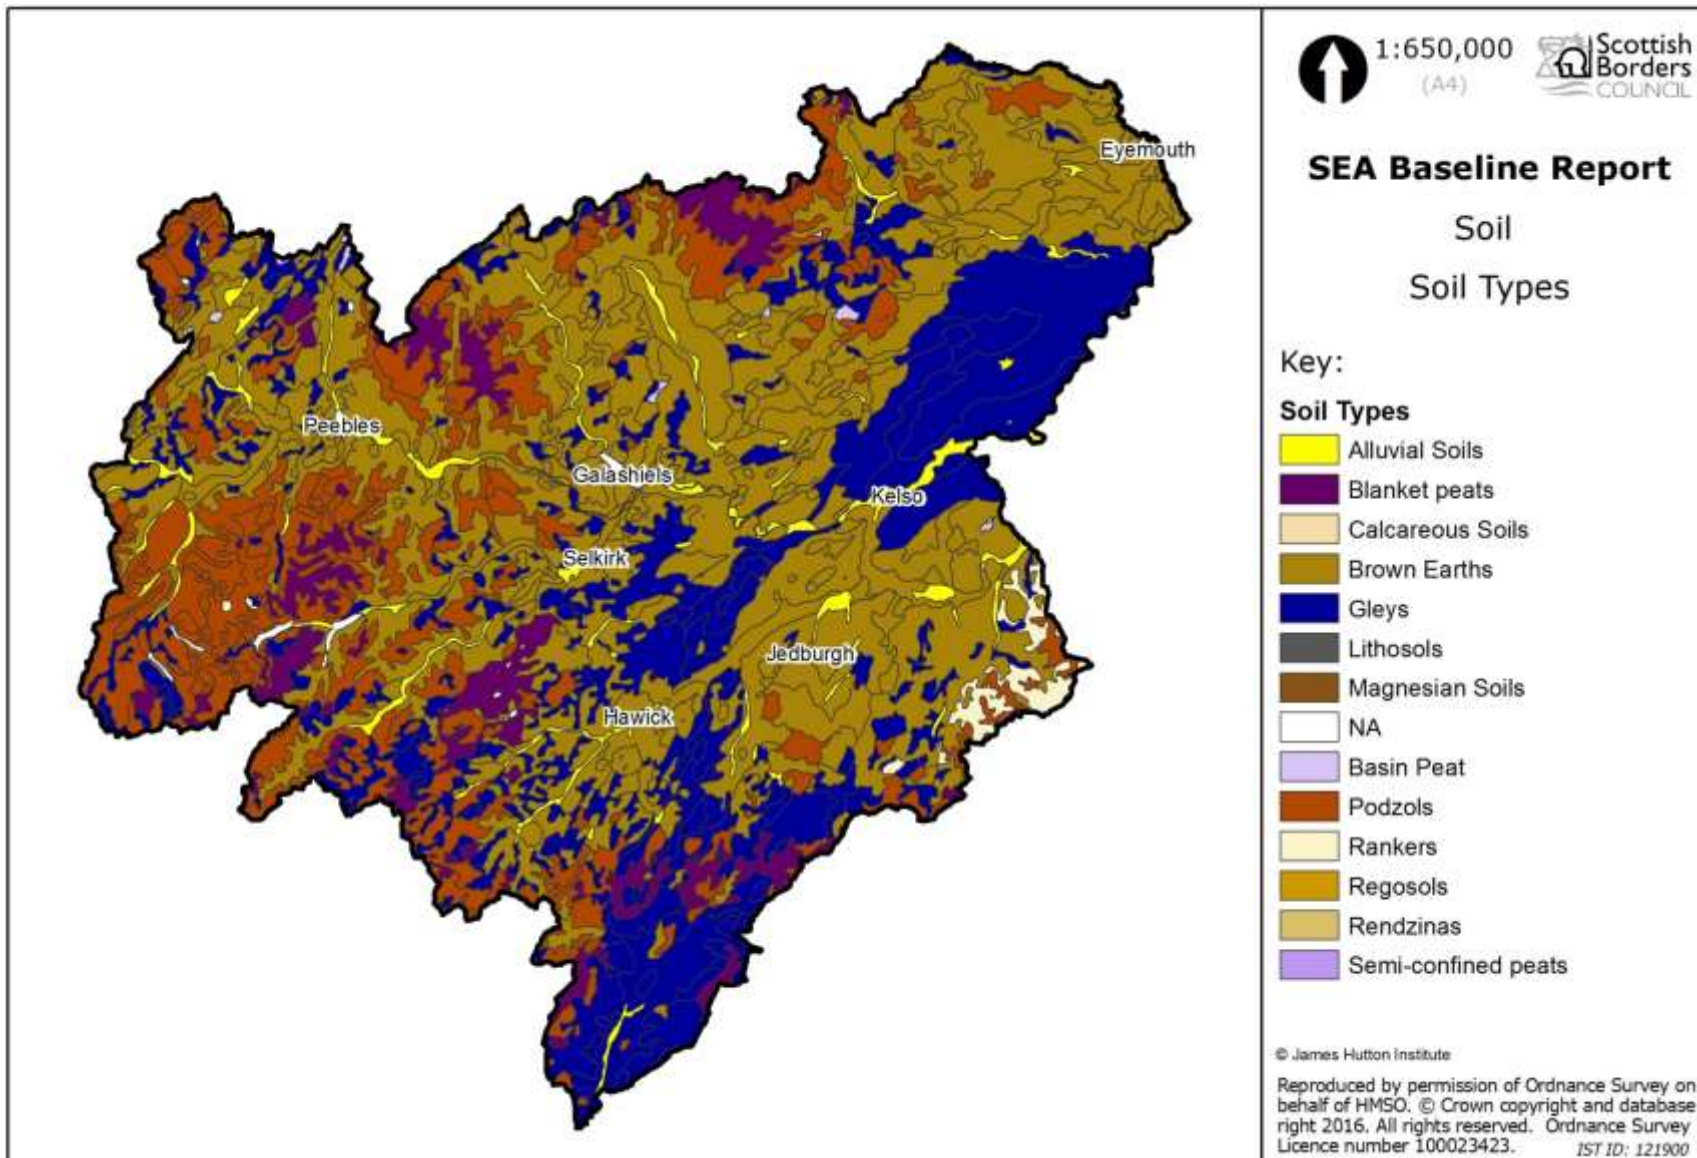 1:650,000
(A4)
Scottish
Borders
COUNCIL
SEA Baseline Report
Soil
Soil Types
Key:
Soil Types
Alluvial Soils
Blanket peats
Calcareous Soils
Brown Earths
Gleys
Lithosols
Magnesian Soils
NA
Basin Peat
Podzols
Rankers
Regosols
Rendzinas
Semi-confined peats
© James Hutton Institute
Reproduced by permission of Ordnance Survey on
behalf of HMSO. © Crown copyright and database
right 2016. All rights reserved. Ordnance Survey
Licence number 100023423. IST ID: 121900
Eyemouth
Peebles
Galashiels
Kelso
Selkirk
Jedburgh
Hawick